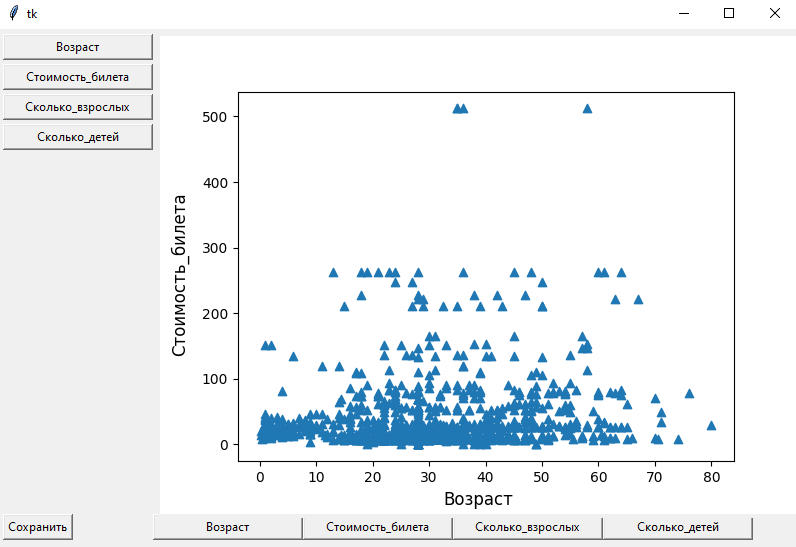 tk
Возраст
Стоимость_билета
Сколько_взрослых
Сколько_детей
500
400
300
200
100
0
Стоимость_билета
0 10 20 30 40 50 60 70 80
Возраст
Сохранить Возраст Стоимость_билета Сколько_взрослых Сколько_детей